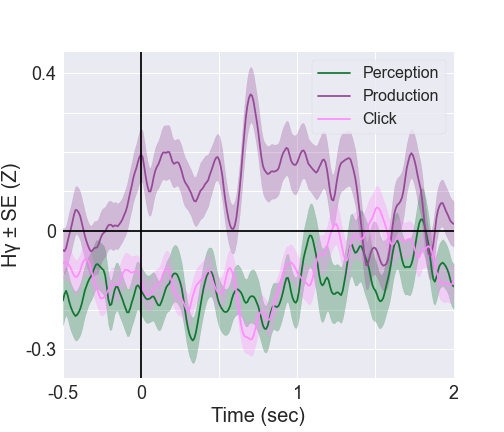 Perception
Production
Click
0.4
0
-0.3
Hγ ± SE (Z)
-0.5
0
1
2
Time (sec)